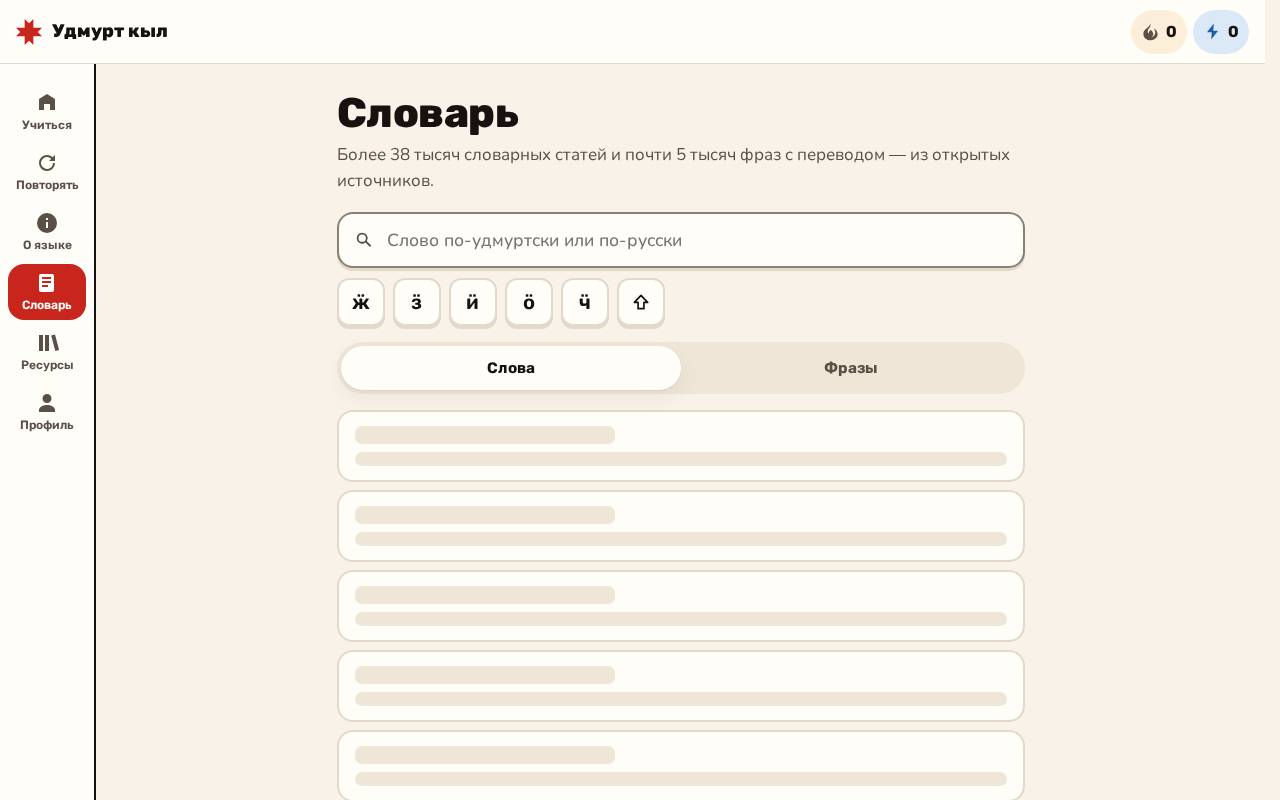 Удмурт кыл
0
0
Учиться
Повторять
О языке
Словарь
Ресурсы
Профиль
Словарь
Более 38 тысяч словарных статей и почти 5 тысяч фраз с переводом — из открытых
источников.
Слово по-удмуртски или по-русски
ӝ ӟ ӥ ӧ ӵ
Слова
Фразы